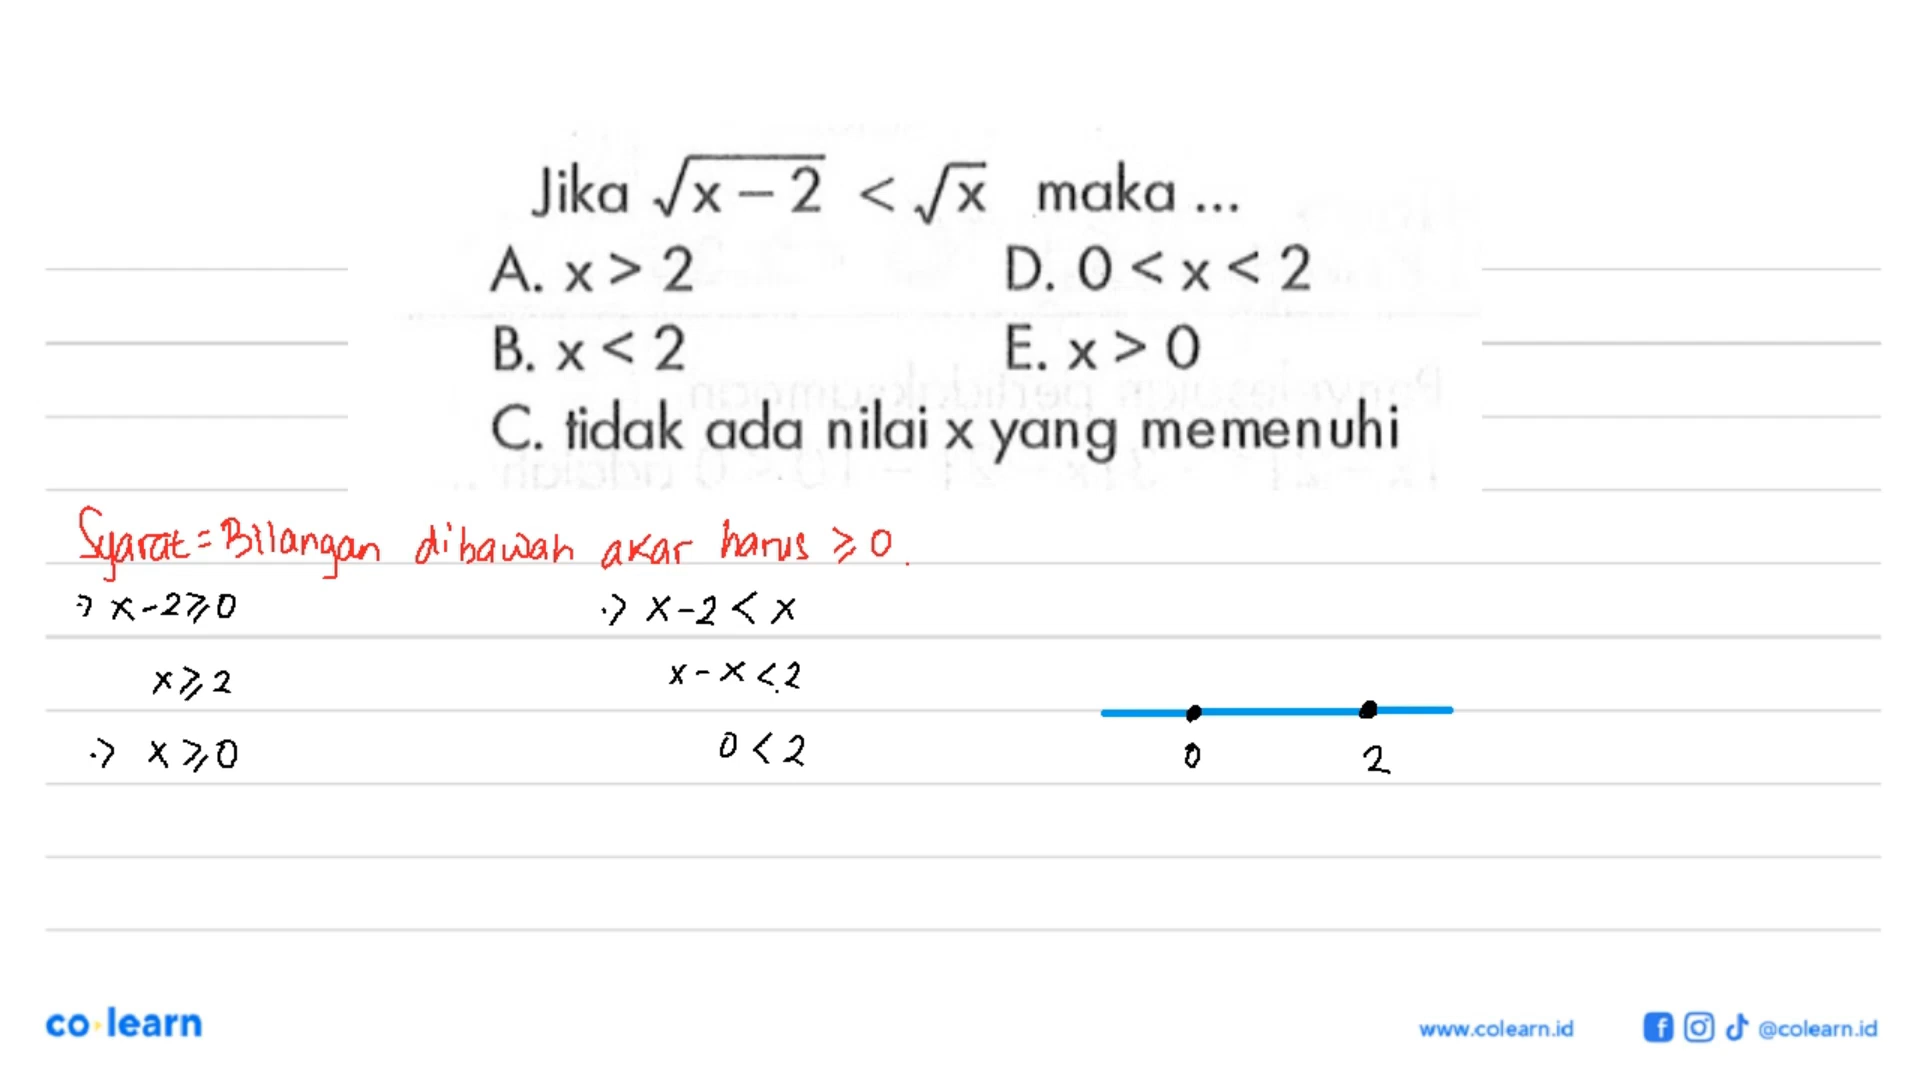 Jika √x – 2 < √x maka ...
A. x > 2 D. 0 < x < 2
B. x < 2 E. x > 0
C. tidak ada nilai x yang memenuhi
Syarat = Bilangan dibawah akar harus ≥ 0.
∴) x - 2 ≥ 0 ∴) x - 2 < x
x ≥ 2 x - x < 2
∴) x ≥ 0 0 < 2
0 2
co learn
www.colearn.id @colearn.id